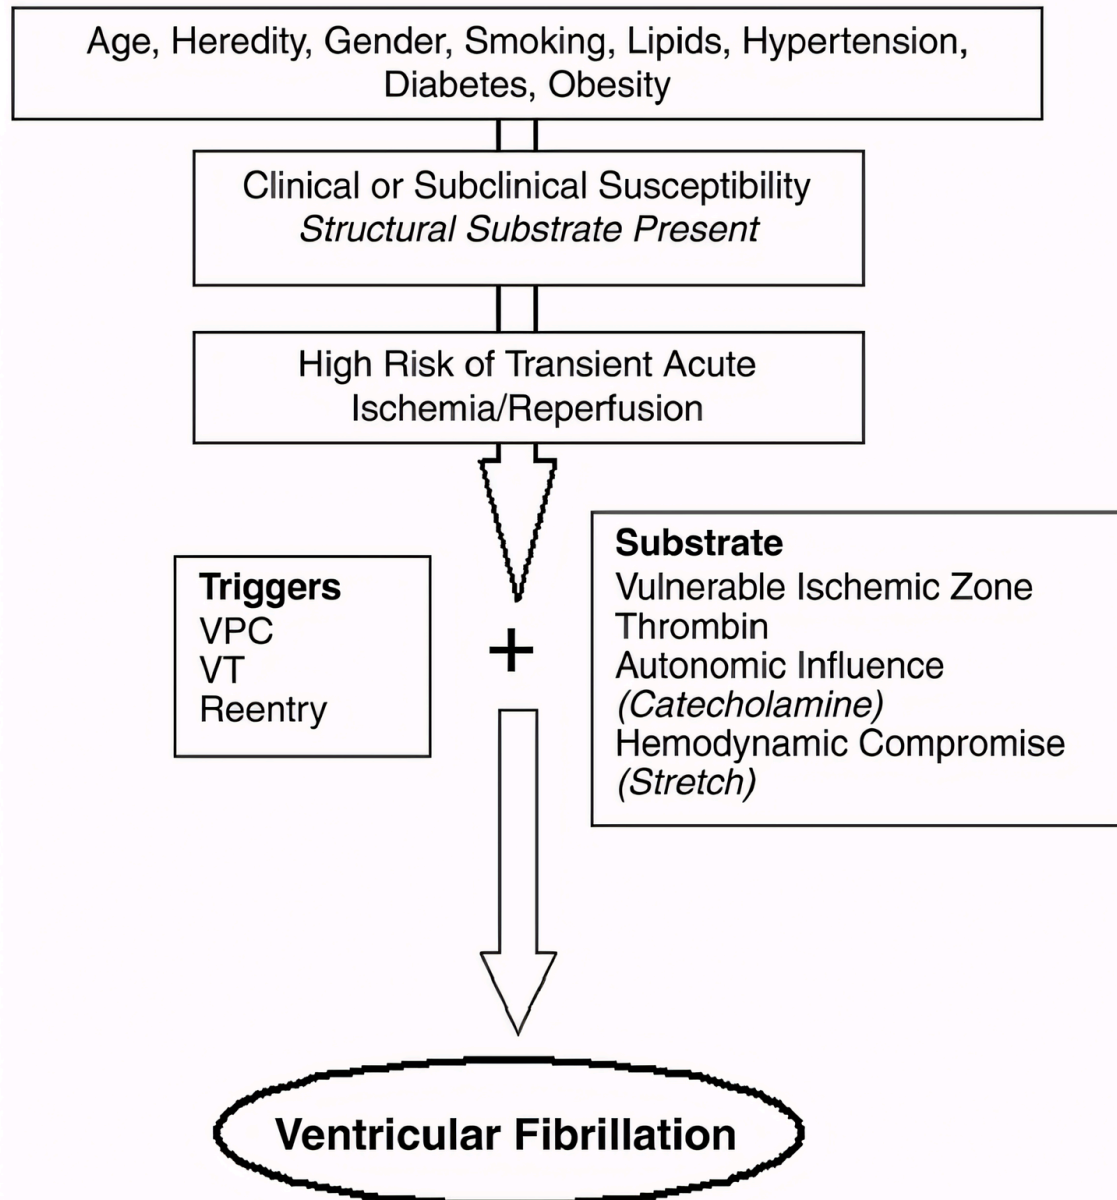 Age, Heredity, Gender, Smoking, Lipids, Hypertension,
Diabetes, Obesity
Clinical or Subclinical Susceptibility
Structural Substrate Present
High Risk of Transient Acute
Ischemia/Reperfusion
Triggers
VPC
VT
Reentry
+
Substrate
Vulnerable Ischemic Zone
Thrombin
Autonomic Influence
(Catecholamine)
Hemodynamic Compromise
(Stretch)
Ventricular Fibrillation